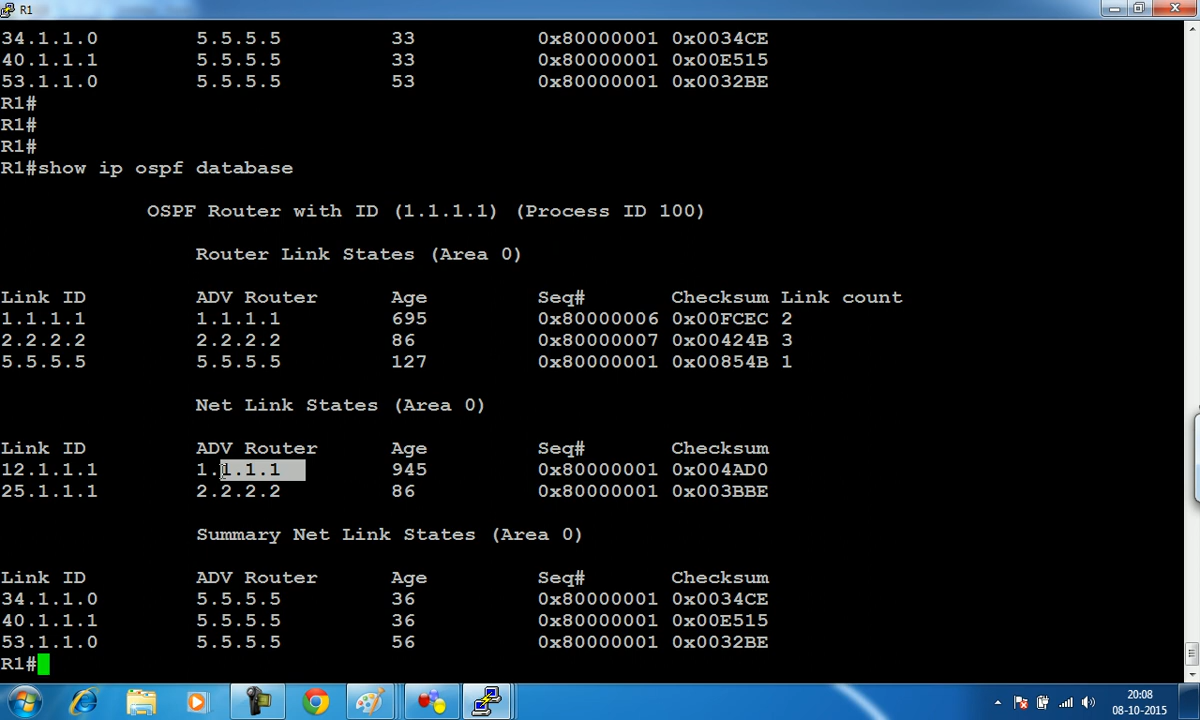 R1
34.1.1.0 5.5.5.5 33 0x80000001 0x0034CE
40.1.1.1 5.5.5.5 33 0x80000001 0x00E515
53.1.1.0 5.5.5.5 53 0x80000001 0x0032BE
R1#
R1#
R1#
R1#show ip ospf database
OSPF Router with ID (1.1.1.1) (Process ID 100)
Router Link States (Area 0)
Link ID ADV Router Age Seq# Checksum Link count
1.1.1.1 1.1.1.1 695 0x80000006 0x00FCEC 2
2.2.2.2 2.2.2.2 86 0x80000007 0x00424B 3
5.5.5.5 5.5.5.5 127 0x80000001 0x00854B 1
Net Link States (Area 0)
Link ID ADV Router Age Seq# Checksum
12.1.1.1 1.1.1.1 945 0x80000001 0x004AD0
25.1.1.1 2.2.2.2 86 0x80000001 0x003BBE
Summary Net Link States (Area 0)
Link ID ADV Router Age Seq# Checksum
34.1.1.0 5.5.5.5 36 0x80000001 0x0034CE
40.1.1.1 5.5.5.5 36 0x80000001 0x00E515
53.1.1.0 5.5.5.5 56 0x80000001 0x0032BE
R1#
20:08
08-10-2015